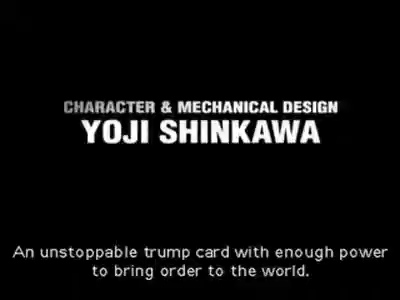 CHARACTER & MECHANICAL DESIGN
YOJI SHINKAWA
An unstoppable trump card with enough power
to bring order to the world.